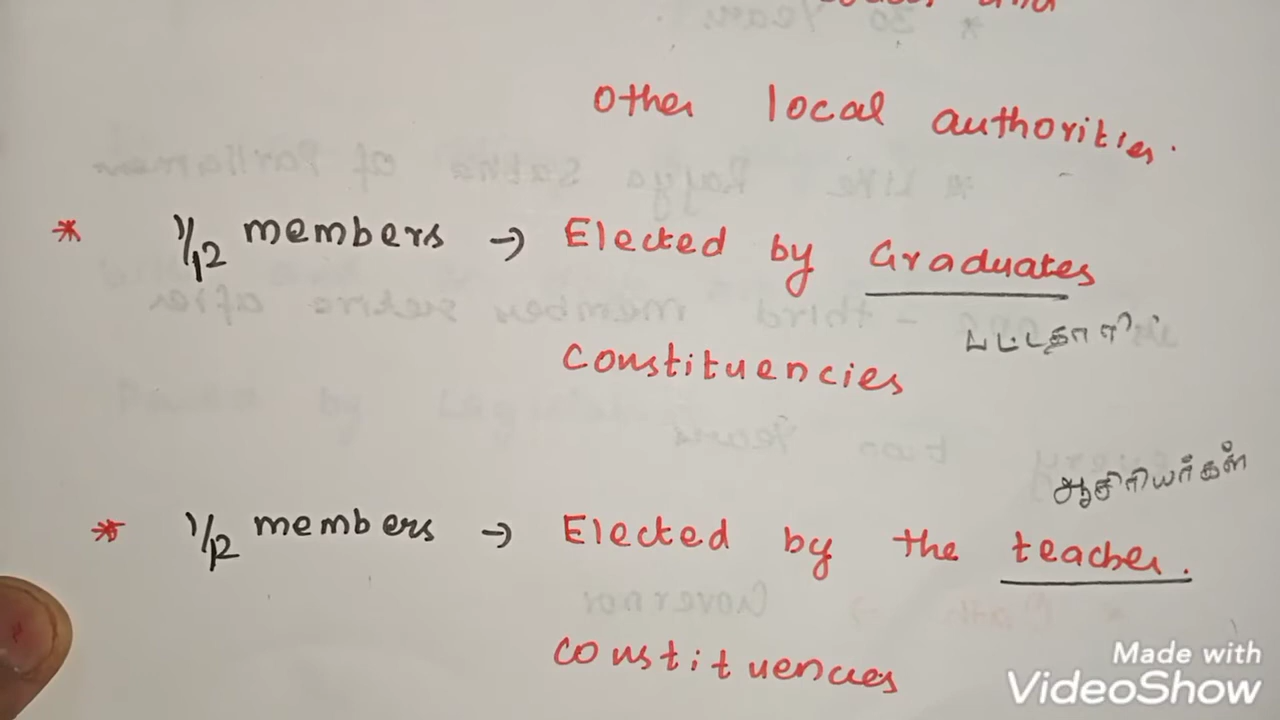 other local authorities.
* 1/12 members → Elected by Graduates
பட்டதாரி
constituencies
ஆசிரியர்கள்
* 1/12 members → Elected by the teacher.
constituencies
Made with
VideoShow